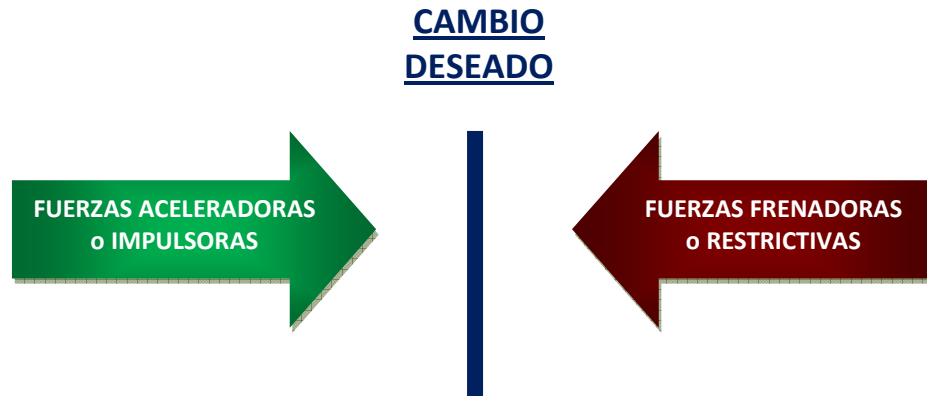 CAMBIO
DESEADO
FUERZAS ACELERADORAS
o IMPULSORAS
FUERZAS FRENADORAS
o RESTRICTIVAS